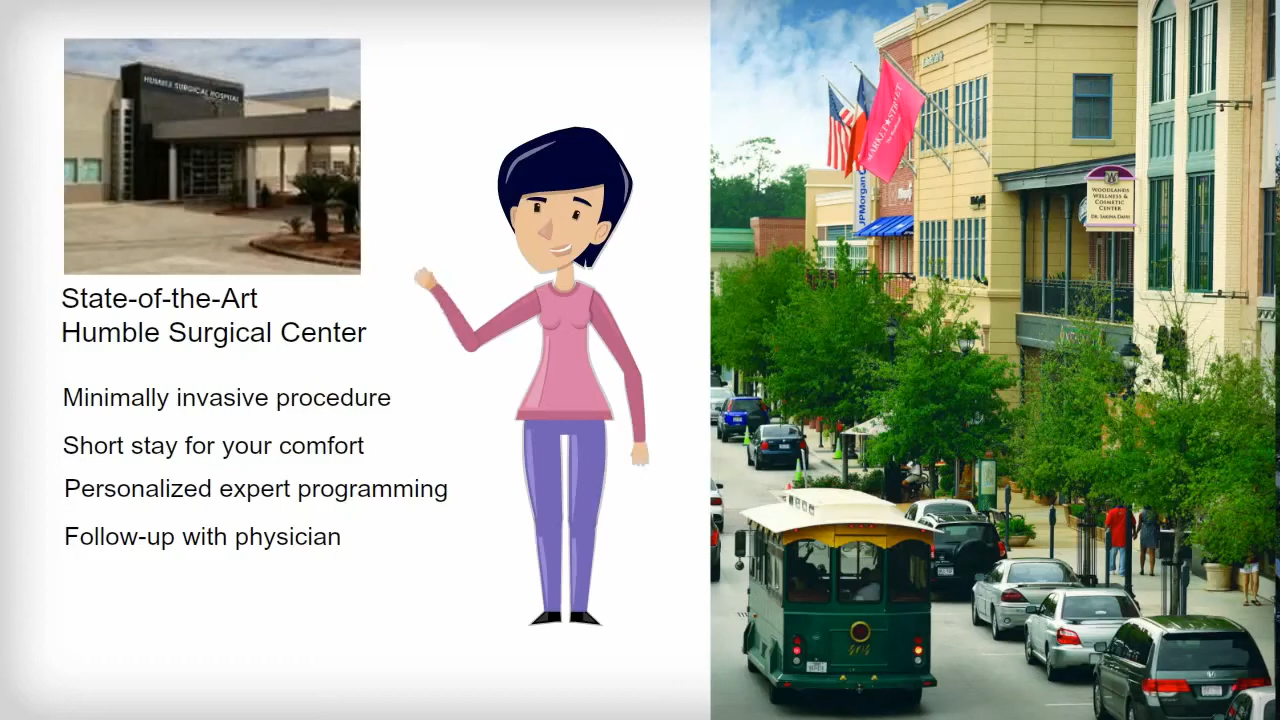 HUMBLE SURGICAL HOSPITAL
State-of-the-Art
Humble Surgical Center
Minimally invasive procedure
Short stay for your comfort
Personalized expert programming
Follow-up with physician
MARKET★STREET
JPMorgan
WOODLANDS
WELLNESS &
COSMETIC
CENTER
404